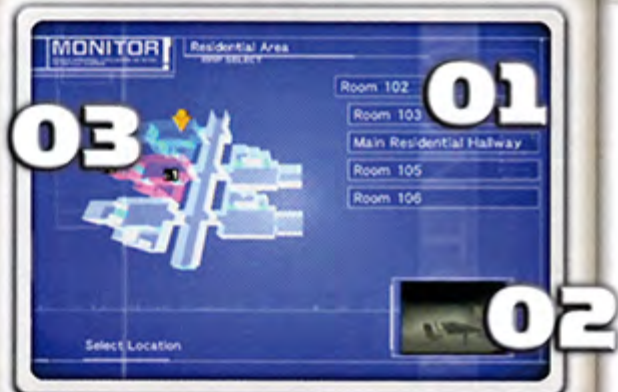 MONITOR!
Residential Area
MAP SELECT
Room 102
01
03
Room 103
Main Residential Hallway
Room 105
Room 106
02
Select Location